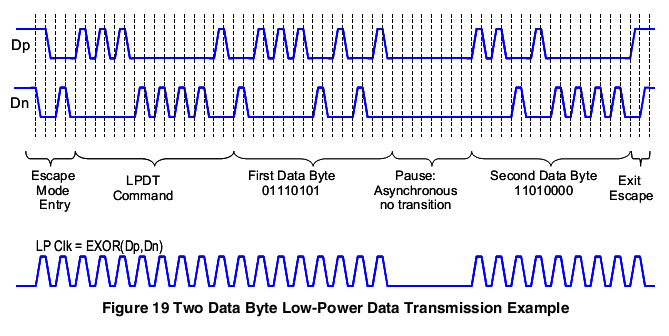 Dp
Dn
Escape
Mode
Entry
LPDT
Command
First Data Byte
01110101
Pause:
Asynchronous
no transition
Second Data Byte
11010000
Exit
Escape
LP Clk = EXOR(Dp,Dn)
Figure 19 Two Data Byte Low-Power Data Transmission Example